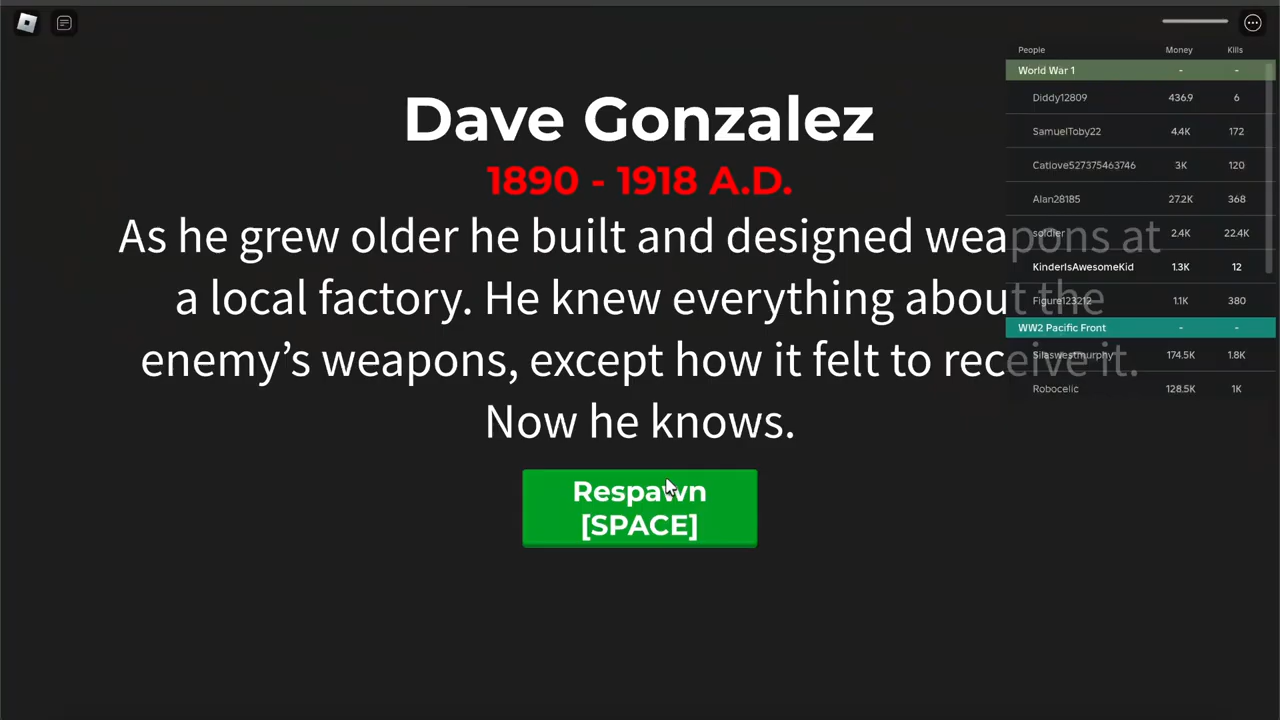 Dave Gonzalez
1890 - 1918 A.D.
As he grew older he built and designed weapons at
a local factory. He knew everything about the
enemy’s weapons, except how it felt to receive it.
Now he knows.
Respawn
[SPACE]
People Money Kills
World War 1 - -
Diddy12809 436.9 6
SamuelToby22 4.4K 172
Catlove527375463746 3K 120
Alan28185 27.2K 368
soldier 2.4K 22.4K
KinderIsAwesomeKid 1.3K 12
Figure123212 1.1K 380
WW2 Pacific Front - -
Silaswestmurphy 174.5K 1.8K
Robocelic 128.5K 1K